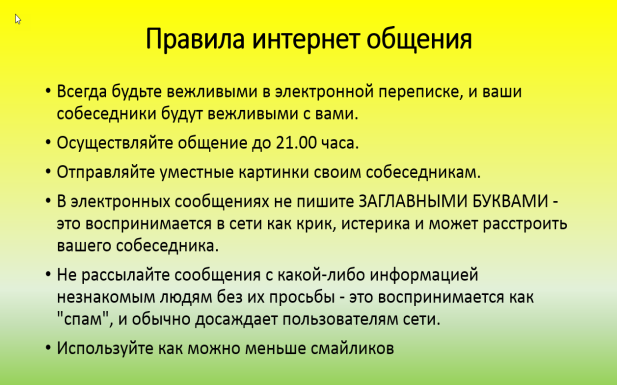 Правила интернет общения
• Всегда будьте вежливыми в электронной переписке, и ваши
собеседники будут вежливыми с вами.
• Осуществляйте общение до 21.00 часа.
• Отправляйте уместные картинки своим собеседникам.
• В электронных сообщениях не пишите ЗАГЛАВНЫМИ БУКВАМИ -
это воспринимается в сети как крик, истерика и может расстроить
вашего собеседника.
• Не рассылайте сообщения с какой-либо информацией
незнакомым людям без их просьбы - это воспринимается как
"спам", и обычно досаждает пользователям сети.
• Используйте как можно меньше смайликов